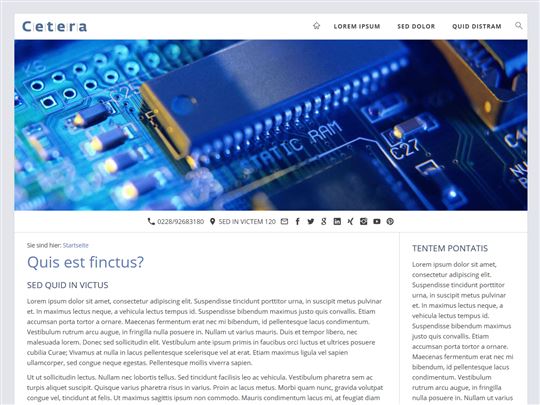 Cetera
LOREM IPSUM SED DOLOR QUID DISTRAM
STATIC RAM
C27
0228/92683180 SED IN VICTEM 120
Sie sind hier: Startseite
Quis est finctus?
SED QUID IN VICTUS
Lorem ipsum dolor sit amet, consectetur adipiscing elit. Suspendisse tincidunt porttitor urna, in suscipit metus pulvinar
et. In maximus lectus neque, a vehicula lectus tempus sit amet. Suspendisse bibendum maximus justo quis convallis. Etiam
accumsan porta tortor a ornare. Maecenas fermentum erat nec mi bibendum, id pellentesque lacus condimentum.
Vestibulum rutrum arcu augue, in fringilla nulla posuere in. Nullam ut varius mauris. Duis et tempor libero, nec
malesuada lorem. Donec sed sollicitudin elit. Vestibulum ante ipsum primis in faucibus orci luctus et ultrices posuere
cubilia Curae; Vivamus at nulla in lacus pellentesque scelerisque vel at erat. Etiam maximus ligula vel sapien
ullamcorper, sed congue neque egestas. Pellentesque mollis viverra sapien.
Ut ut sollicitudin lectus. Nullam nec lobortis tellus. Sed tincidunt facilisis leo ac vehicula. Vestibulum pharetra sem ac
turpis aliquet suscipit. Quisque varius pharetra risus in varius. Proin ac lacus metus. Morbi quam nunc, gravida volutpat
congue vel, tincidunt at felis. Ut maximus sagittis ipsum non commodo. Mauris condimentum lacus mi, at feugiat diam
TENTEM PONTATIS
Lorem ipsum dolor sit amet,
consectetur adipiscing elit.
Suspendisse tincidunt porttitor
urna, in suscipit metus pulvinar
et. In maximus lectus neque, a
vehicula lectus tempus sit amet.
Suspendisse bibendum maximus
justo quis convallis. Etiam
accumsan porta tortor a ornare.
Maecenas fermentum erat nec mi
bibendum, id pellentesque lacus
condimentum. Vestibulum rutrum
arcu augue, in fringilla nulla
posuere in. Nullam ut varius